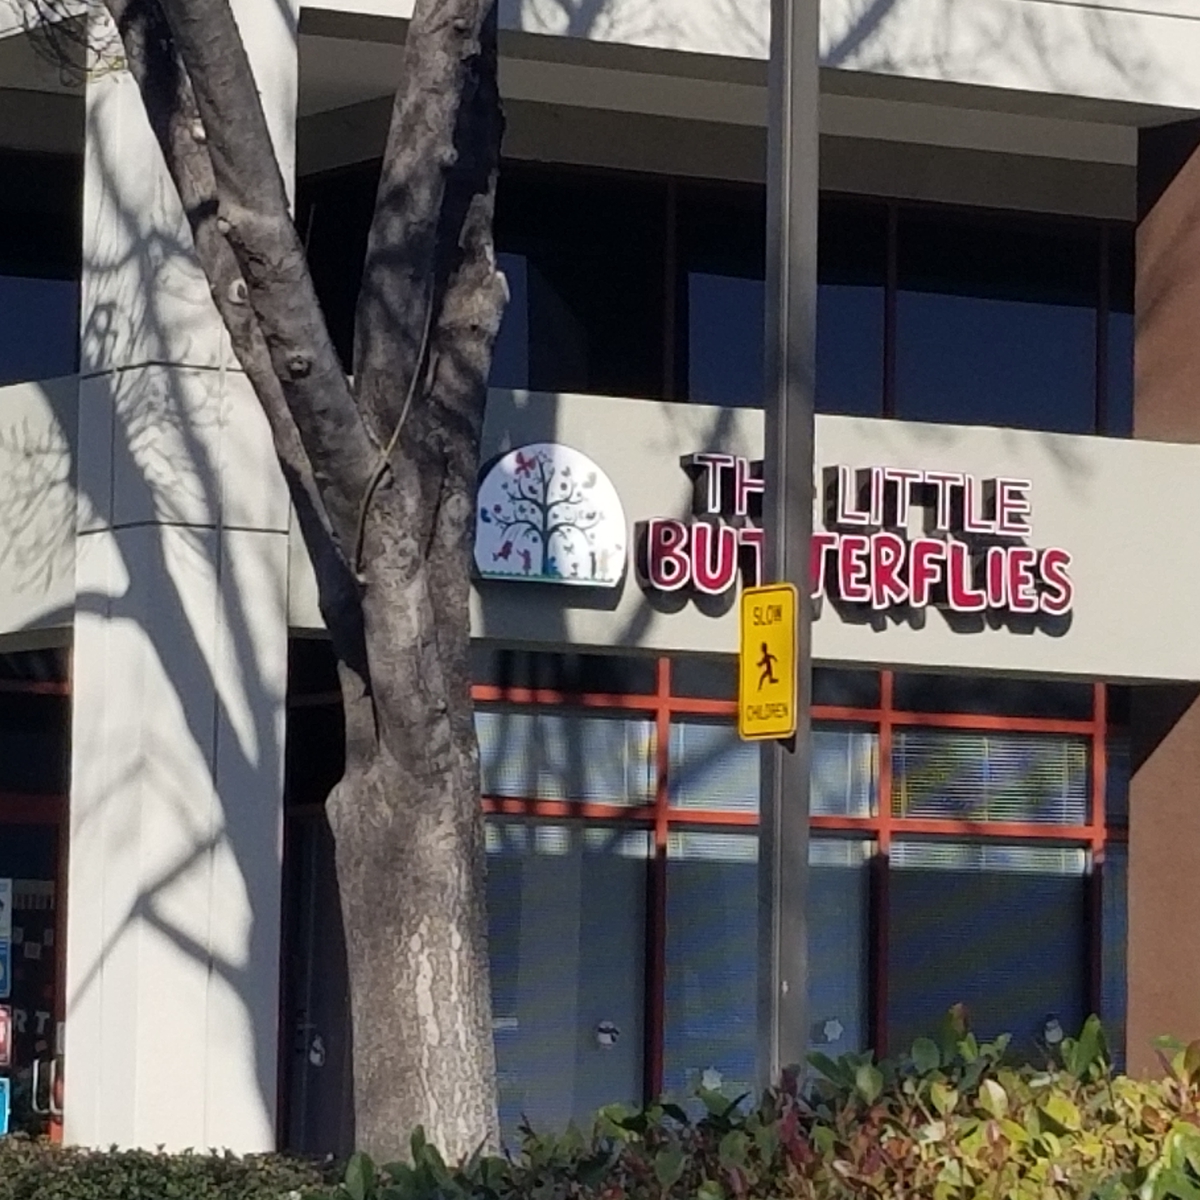 THE LITTLE
BUTTERFLIES
SLOW
CHILDREN